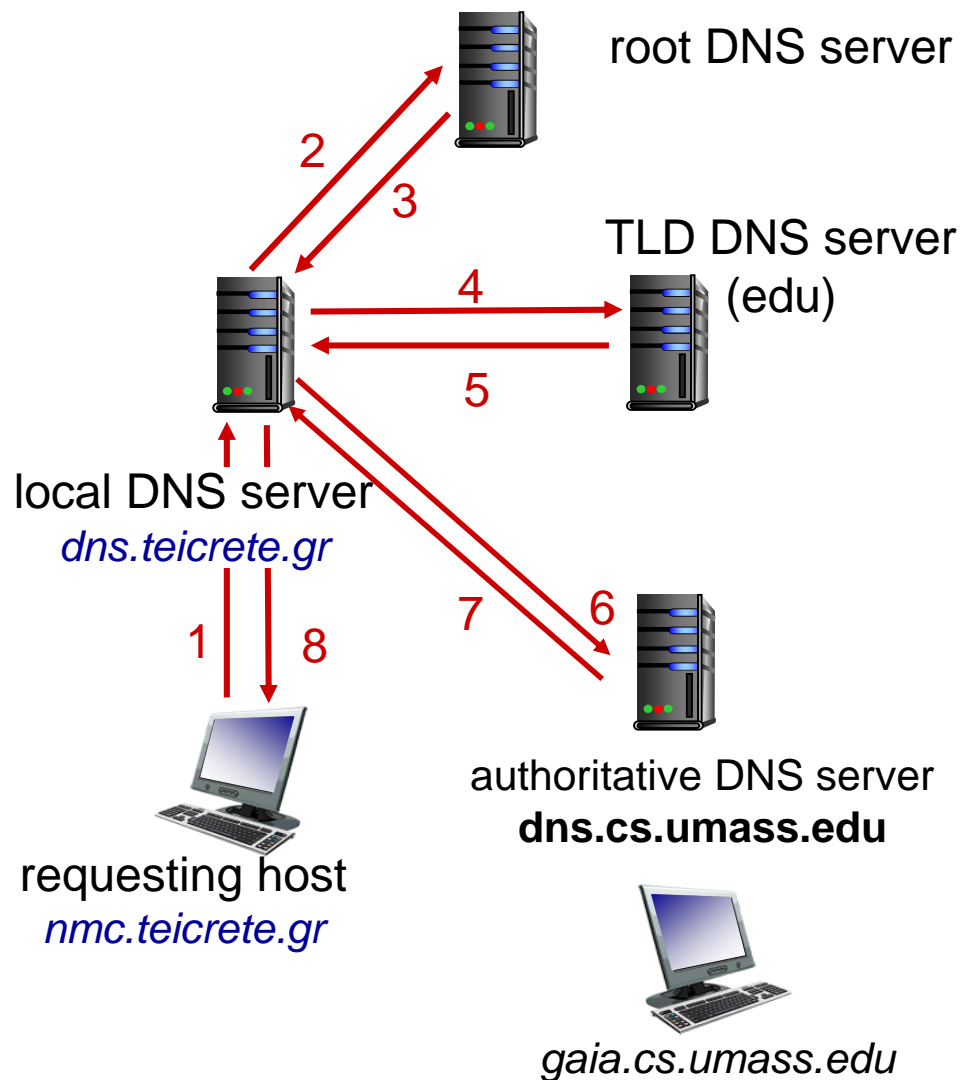 root DNS server
2
3
TLD DNS server
(edu)
4
5
local DNS server
dns.teicrete.gr
1
8
7
6
authoritative DNS server
dns.cs.umass.edu
requesting host
nmc.teicrete.gr
gaia.cs.umass.edu